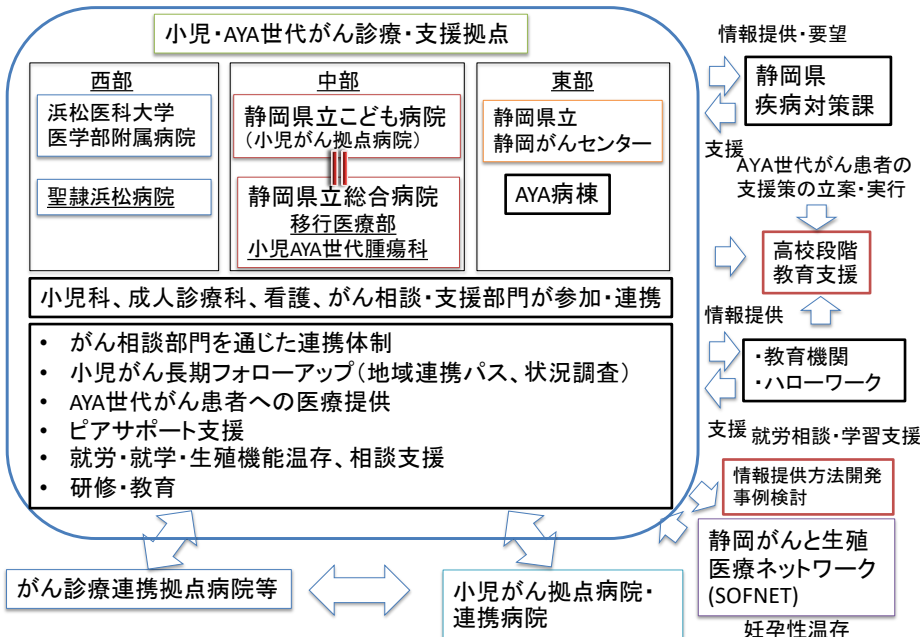 小児・AYA世代がん診療・支援拠点
西部
浜松医科大学
医学部附属病院
聖隷浜松病院
中部
静岡県立こども病院
（小児がん拠点病院）
静岡県立総合病院
移行医療部
小児AYA世代腫瘍科
東部
静岡県立
静岡がんセンター
AYA病棟
小児科、成人診療科、看護、がん相談・支援部門が参加・連携
• がん相談部門を通じた連携体制
• 小児がん長期フォローアップ（地域連携パス、状況調査）
• AYA世代がん患者への医療提供
• ピアサポート支援
• 就労・就学・生殖機能温存、相談支援
• 研修・教育
がん診療連携拠点病院等
小児がん拠点病院・
連携病院
情報提供・要望
静岡県
疾病対策課
支援
AYA世代がん患者の
支援策の立案・実行
高校段階
教育支援
情報提供
・教育機関
・ハローワーク
支援
就労相談・学習支援
情報提供方法開発
事例検討
静岡がんと生殖
医療ネットワーク
(SOFNET)
妊孕性温存